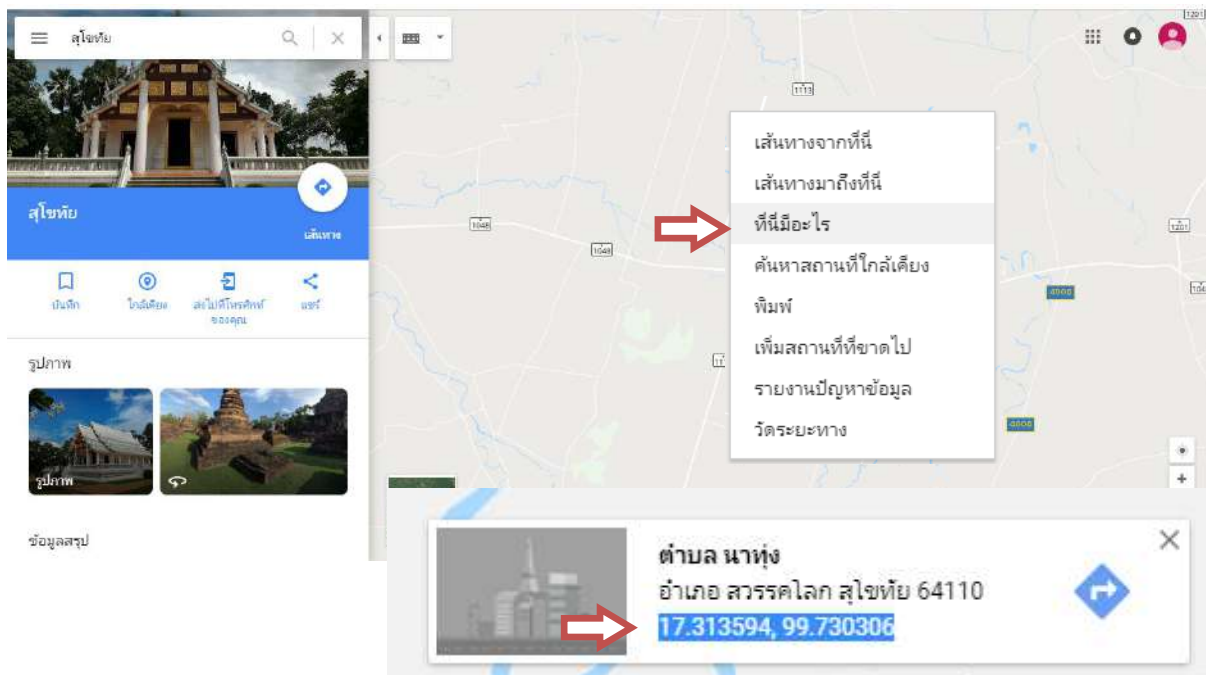 สุโขทัย
สุโขทัย
เส้นทาง
บันทึก
ใกล้เคียง
ส่งไปที่โทรศัพท์
ของคุณ
แชร์
รูปภาพ
รูปภาพ
ข้อมูลสรุป
1201
1113
1048
1048
1201
เส้นทางจากที่นี่
เส้นทางมาถึงที่นี่
ที่นี่มีอะไร
ค้นหาสถานที่ใกล้เคียง
พิมพ์
เพิ่มสถานที่ที่ขาดไป
รายงานปัญหาข้อมูล
วัดระยะทาง
ตำบล นาทุ่ง
อำเภอ สวรรคโลก สุโขทัย 64110
17.313594, 99.730306